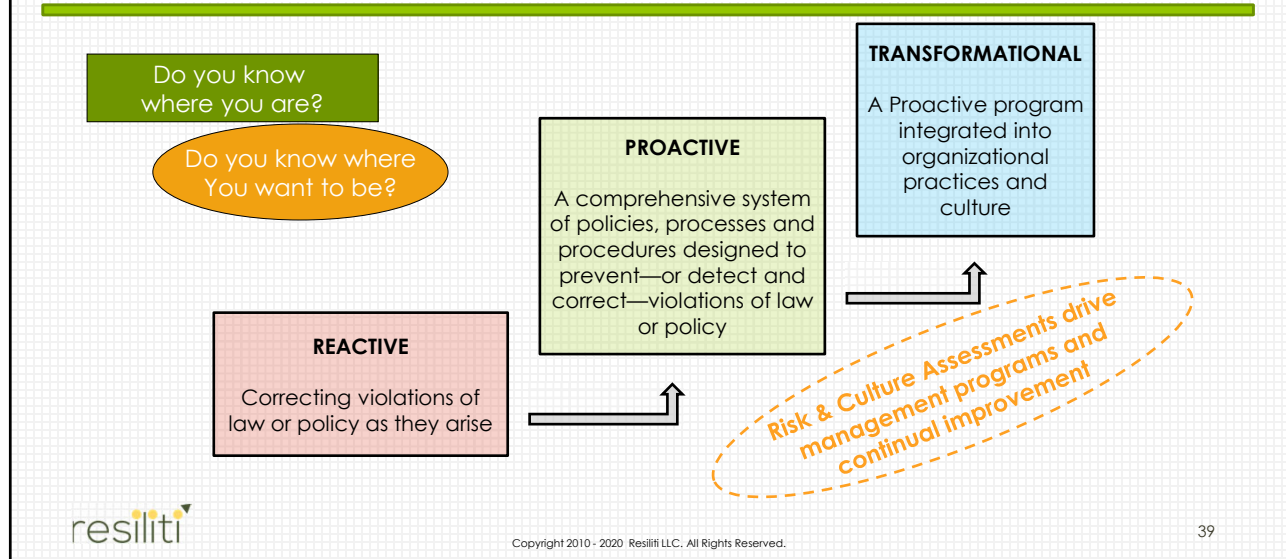 Do you know
where you are?
Do you know where
You want to be?
TRANSFORMATIONAL
A Proactive program
integrated into
organizational
practices and
culture
PROACTIVE
A comprehensive system
of policies, processes and
procedures designed to
prevent—or detect and
correct—violations of law
or policy
REACTIVE
Correcting violations of
law or policy as they arise
Risk & Culture Assessments drive
management programs and
continual improvement
resiliti
Copyright 2010 - 2020 Resiliti LLC. All Rights Reserved.
39